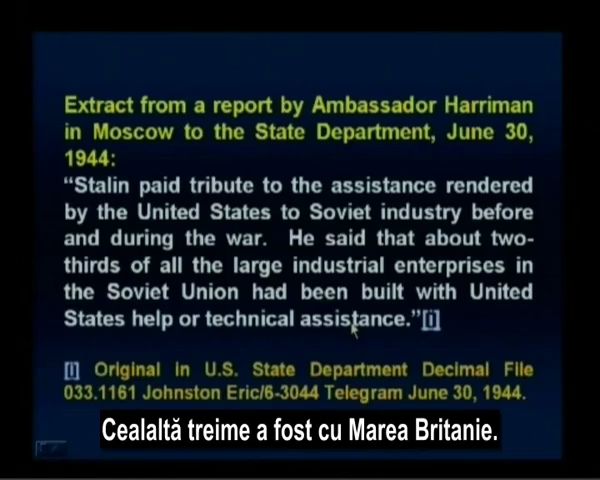 Extract from a report by Ambassador Harriman
in Moscow to the State Department, June 30,
1944:
“Stalin paid tribute to the assistance rendered
by the United States to Soviet industry before
and during the war. He said that about two-
thirds of all the large industrial enterprises in
the Soviet Union had been built with United
States help or technical assistance.”[i]
[i] Original in U.S. State Department Decimal File
033.1161 Johnston Eric/6-3044 Telegram June 30, 1944.
Cealaltă treime a fost cu Marea Britanie.